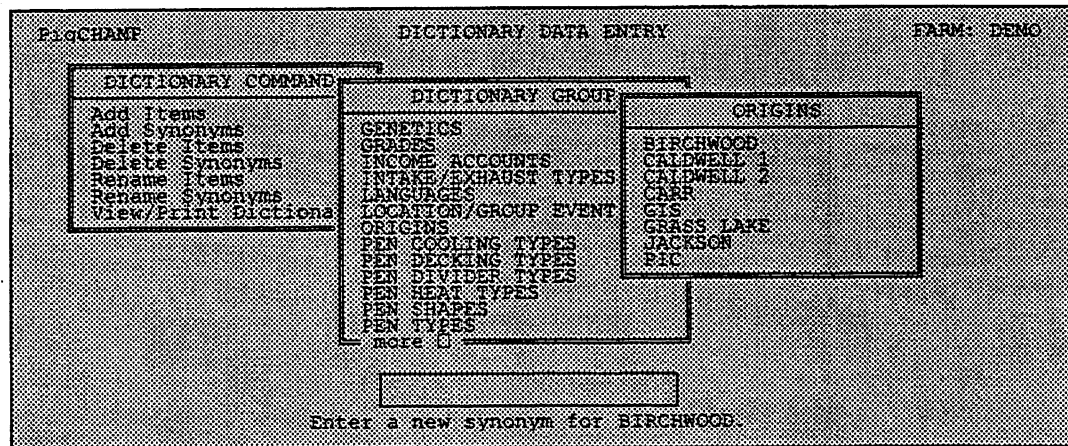 PigCHAMP DICTIONARY DATA ENTRY FARM: DEMO
DICTIONARY COMMAND
Add Items
Add Synonyms
Delete Items
Delete Synonyms
Rename Items
Rename Synonyms
View/Print Dictiona
DICTIONARY GROUP
GENETICS
GRADES
INCOME ACCOUNTS
INTAKE/EXHAUST TYPES
LANGUAGES
LOCATION/GROUP EVENT
ORIGINS
PEN COOLING TYPES
PEN DECKING TYPES
PEN DIVIDER TYPES
PEN HEAT TYPES
PEN SHAPES
PEN TYPES
more
ORIGINS
BIRCHWOOD
CALDWELL 1
CALDWELL 2
CARR
GIS
GRASS LAKE
JACKSON
PIC
Enter a new synonym for BIRCHWOOD.